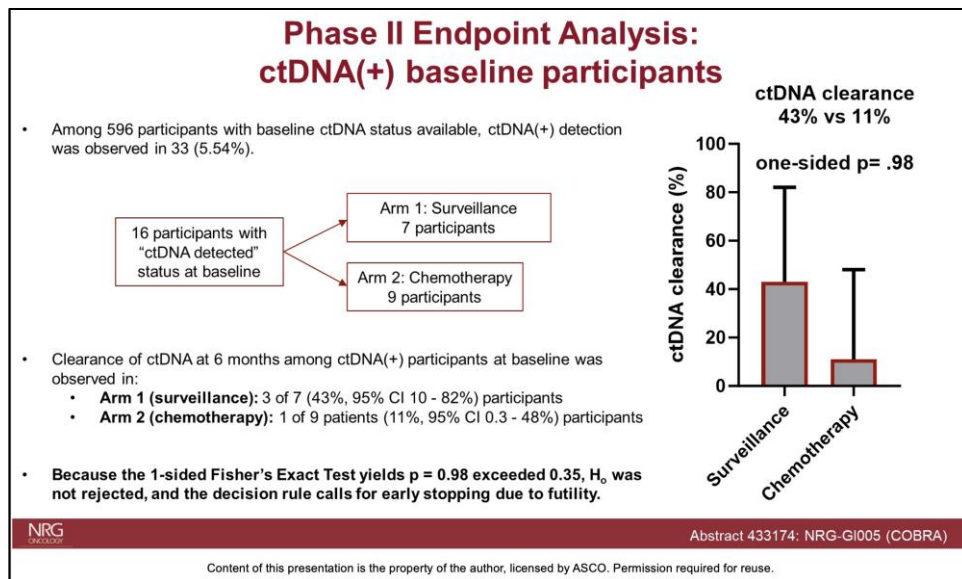 Phase II Endpoint Analysis:
ctDNA(+) baseline participants
• Among 596 participants with baseline ctDNA status available, ctDNA(+) detection
was observed in 33 (5.54%).
16 participants with
“ctDNA detected”
status at baseline
Arm 1: Surveillance
7 participants
Arm 2: Chemotherapy
9 participants
• Clearance of ctDNA at 6 months among ctDNA(+) participants at baseline was
observed in:
• Arm 1 (surveillance): 3 of 7 (43%, 95% CI 10 - 82%) participants
• Arm 2 (chemotherapy): 1 of 9 patients (11%, 95% CI 0.3 - 48%) participants
• Because the 1-sided Fisher’s Exact Test yields p = 0.98 exceeded 0.35, Hₒ was
not rejected, and the decision rule calls for early stopping due to futility.
ctDNA clearance
43% vs 11%
one-sided p= .98
ctDNA clearance (%)
100
80
60
40
20
0
Surveillance
Chemotherapy
NRG
ONCOLOGY
Abstract 433174: NRG-GI005 (COBRA)
Content of this presentation is the property of the author, licensed by ASCO. Permission required for reuse.